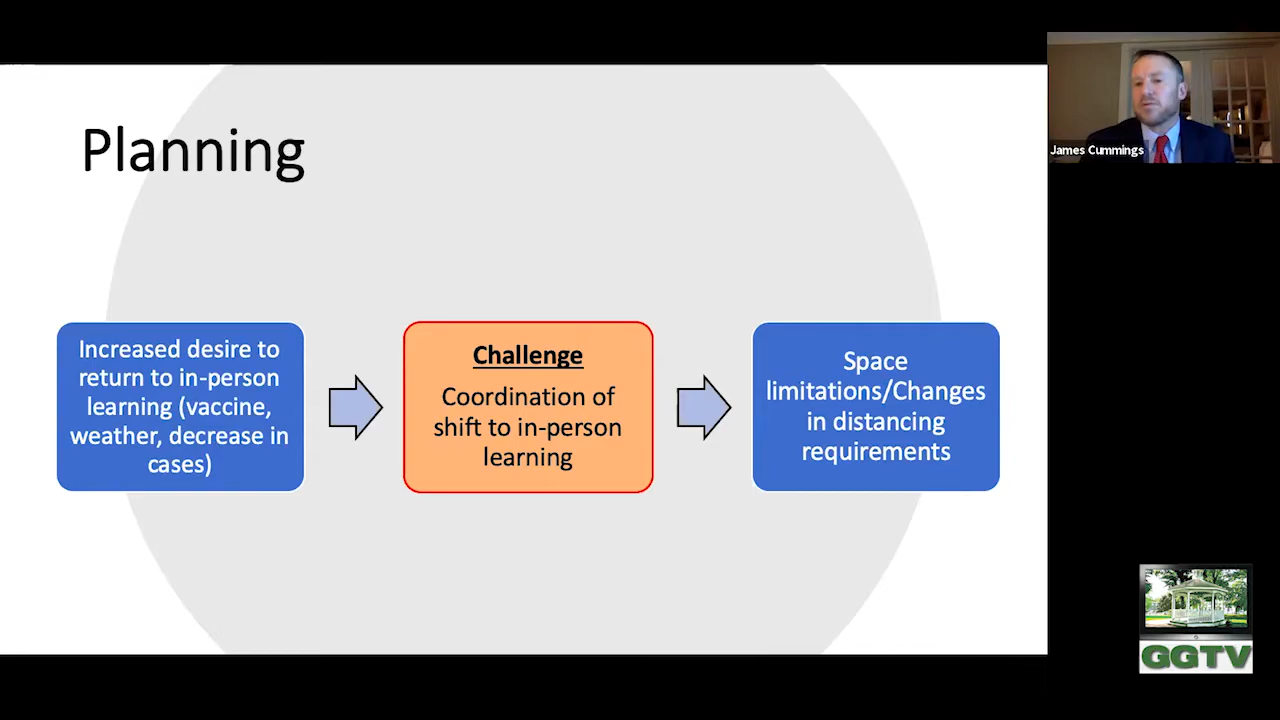 Planning
Increased desire to
return to in-person
learning (vaccine,
weather, decrease in
cases)
Challenge
Coordination of
shift to in-person
learning
Space
limitations/Changes
in distancing
requirements
James Cummings
GGTV